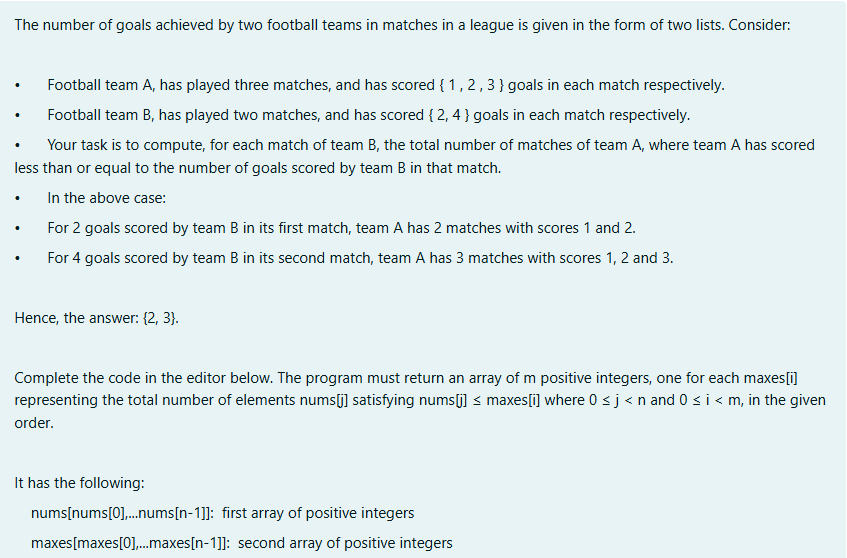 The number of goals achieved by two football teams in matches in a league is given in the form of two lists. Consider:
• Football team A, has played three matches, and has scored { 1 , 2 , 3 } goals in each match respectively.
• Football team B, has played two matches, and has scored { 2, 4 } goals in each match respectively.
• Your task is to compute, for each match of team B, the total number of matches of team A, where team A has scored
less than or equal to the number of goals scored by team B in that match.
• In the above case:
• For 2 goals scored by team B in its first match, team A has 2 matches with scores 1 and 2.
• For 4 goals scored by team B in its second match, team A has 3 matches with scores 1, 2 and 3.
Hence, the answer: {2, 3}.
Complete the code in the editor below. The program must return an array of m positive integers, one for each maxes[i]
representing the total number of elements nums[j] satisfying nums[j] ≤ maxes[i] where 0 ≤ j < n and 0 ≤ i < m, in the given
order.
It has the following:
nums[nums[0],...nums[n-1]]: first array of positive integers
maxes[maxes[0],...maxes[n-1]]: second array of positive integers